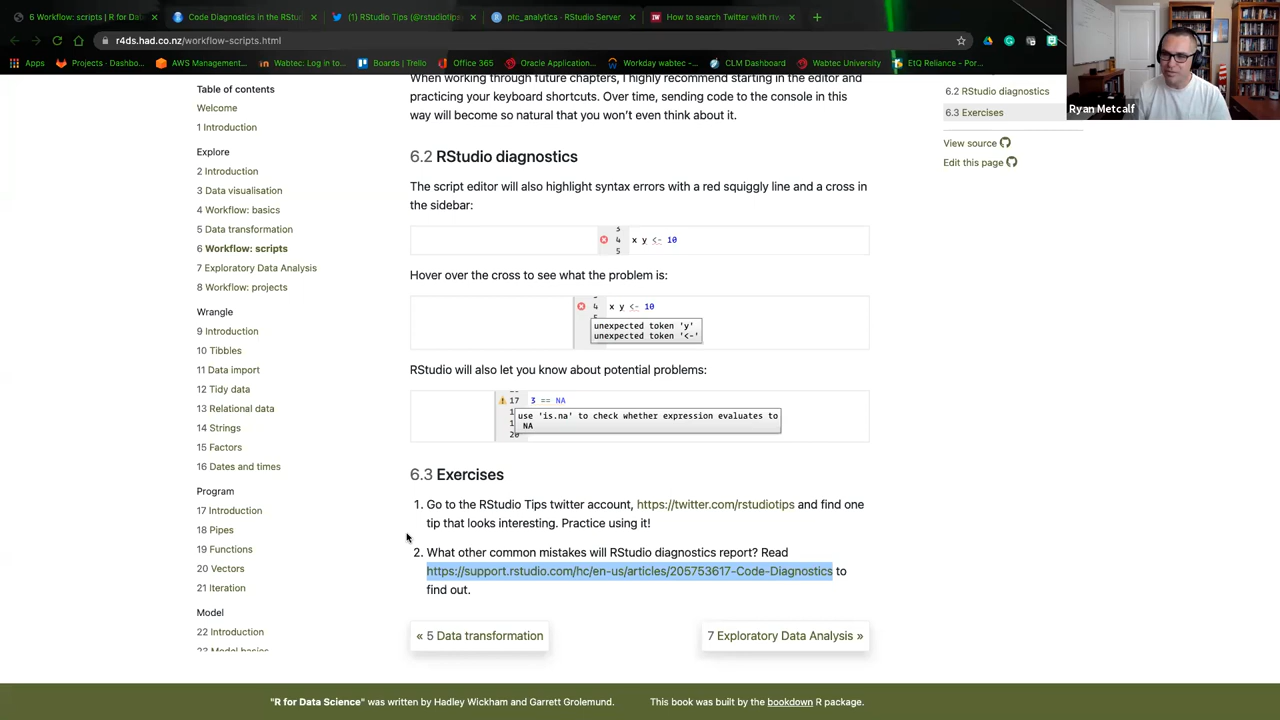 6 Workflow: scripts | R for Da
Code Diagnostics in the RStu
(1) RStudio Tips (@rstudiotips
ptc_analytics - RStudio Server
How to search Twitter with rtw
r4ds.had.co.nz/workflow-scripts.html
Apps
Projects · Dashbo...
AWS Management...
Wabtec: Log in to...
Boards | Trello
Office 365
Oracle Application...
Workday wabtec -...
CLM Dashboard
Wabtec University
EtQ Reliance - Por...
Ryan Metcalf
Table of contents
Welcome
1 Introduction
Explore
2 Introduction
3 Data visualisation
4 Workflow: basics
5 Data transformation
6 Workflow: scripts
7 Exploratory Data Analysis
8 Workflow: projects
Wrangle
9 Introduction
10 Tibbles
11 Data import
12 Tidy data
13 Relational data
14 Strings
15 Factors
16 Dates and times
Program
17 Introduction
18 Pipes
19 Functions
20 Vectors
21 Iteration
Model
22 Introduction
23 Model basics
When working through future chapters, I highly recommend starting in the editor and
practicing your keyboard shortcuts. Over time, sending code to the console in this
way will become so natural that you won't even think about it.
6.2 RStudio diagnostics
The script editor will also highlight syntax errors with a red squiggly line and a cross in
the sidebar:
3
4 x y <- 10
5
Hover over the cross to see what the problem is:
4 x y <- 10
unexpected token 'y'
unexpected token '<-'
RStudio will also let you know about potential problems:
17 3 == NA
use 'is.na' to check whether expression evaluates to
NA
20
6.3 Exercises
1. Go to the RStudio Tips twitter account, https://twitter.com/rstudiotips and find one
tip that looks interesting. Practice using it!
2. What other common mistakes will RStudio diagnostics report? Read
https://support.rstudio.com/hc/en-us/articles/205753617-Code-Diagnostics to
find out.
« 5 Data transformation
7 Exploratory Data Analysis »
6.2 RStudio diagnostics
6.3 Exercises
View source
Edit this page
"R for Data Science" was written by Hadley Wickham and Garrett Grolemund.
This book was built by the bookdown R package.